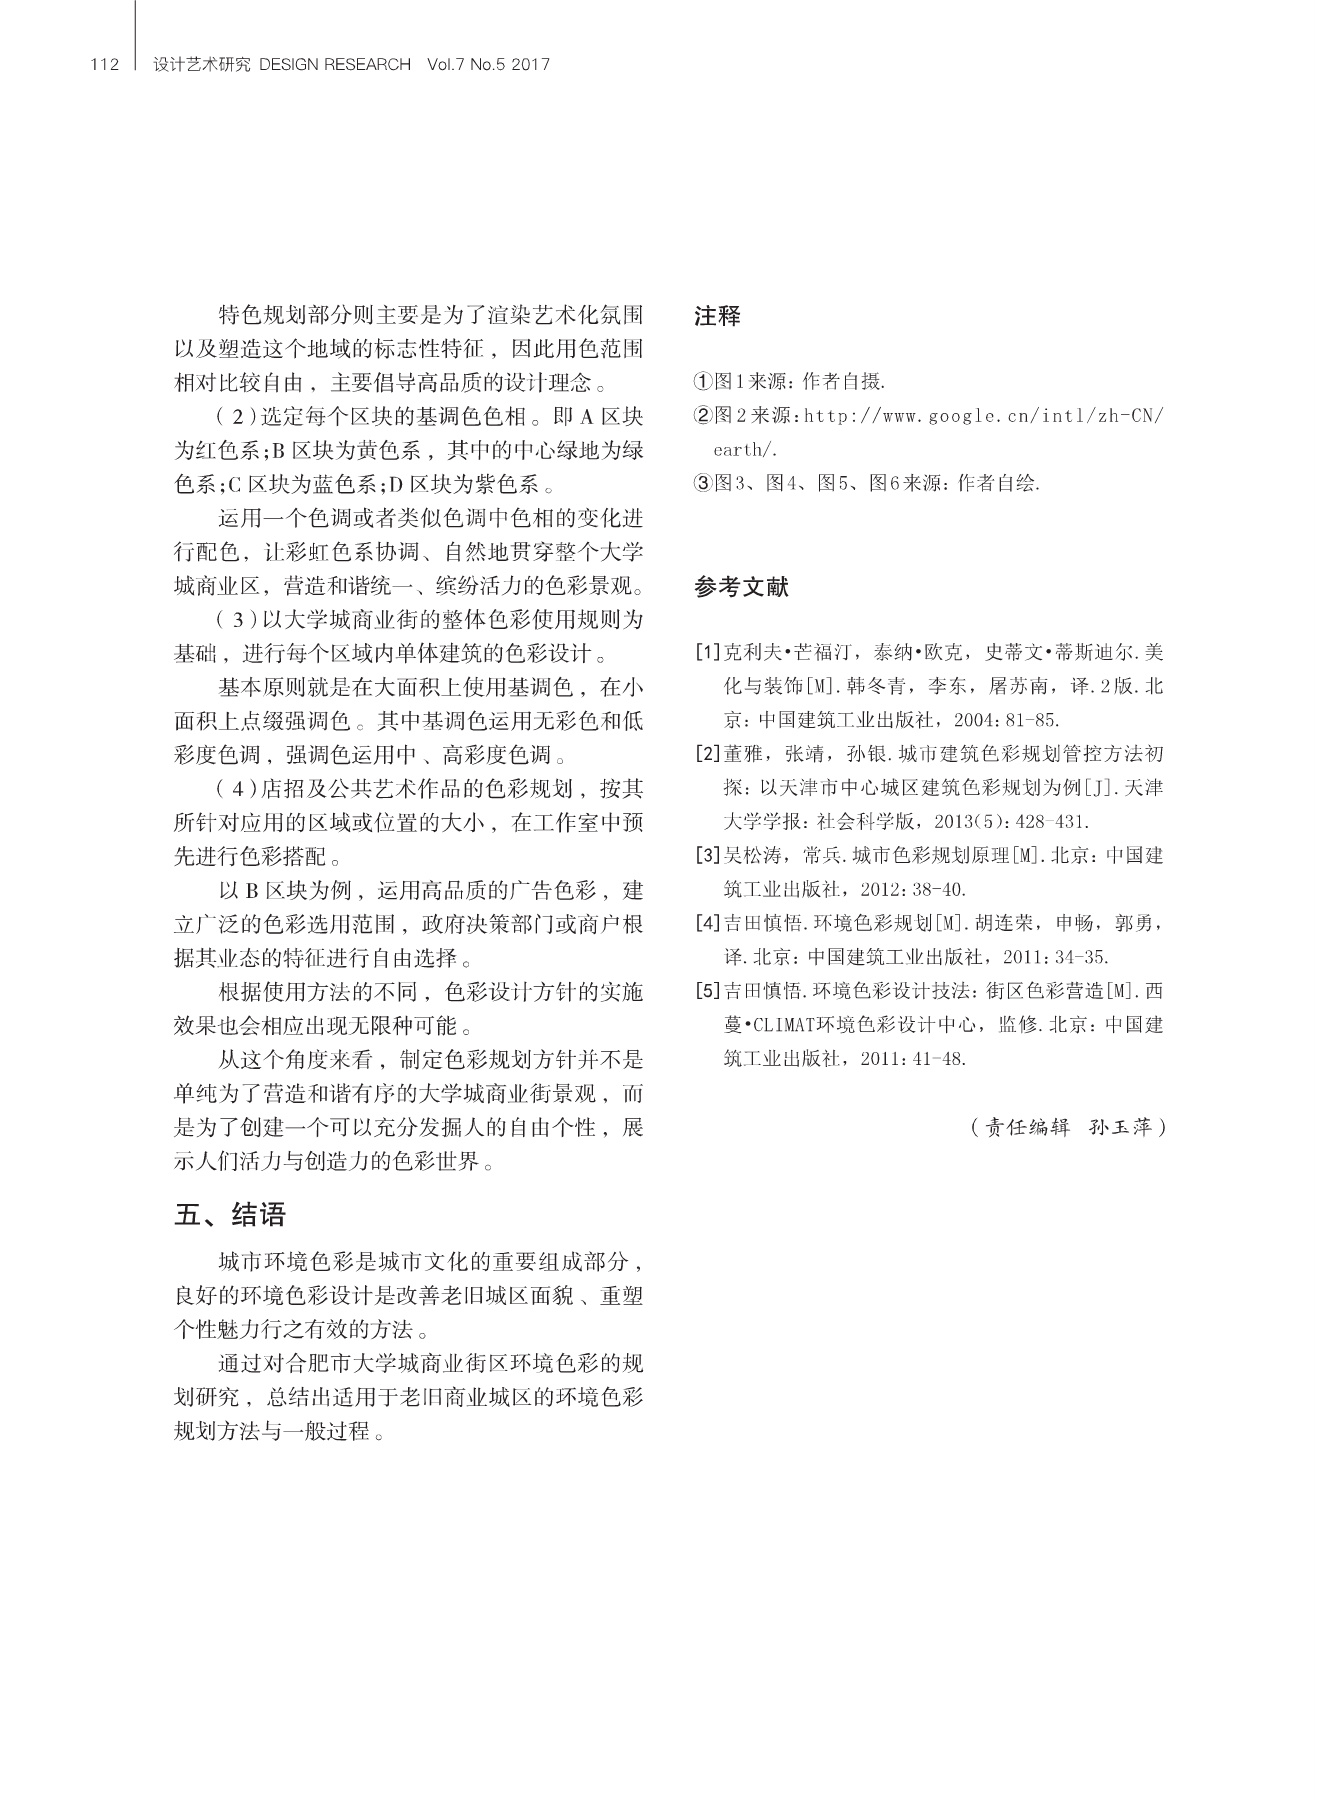 112
设计艺术研究 DESIGN RESEARCH Vol.7 No.5 2017
特色规划部分则主要是为了渲染艺术化氛围
以及塑造这个地域的标志性特征，因此用色范围
相对比较自由，主要倡导高品质的设计理念。
（2）选定每个区块的基调色色相。即 A 区块
为红色系;B 区块为黄色系，其中的中心绿地为绿
色系;C 区块为蓝色系;D 区块为紫色系。
运用一个色调或者类似色调中色相的变化进
行配色，让彩虹色系协调、自然地贯穿整个大学
城商业区，营造和谐统一、缤纷活力的色彩景观。
（3）以大学城商业街的整体色彩使用规则为
基础，进行每个区域内单体建筑的色彩设计。
基本原则就是在大面积上使用基调色，在小
面积上点缀强调色。其中基调色运用无彩色和低
彩度色调，强调色运用中、高彩度色调。
（4）店招及公共艺术作品的色彩规划，按其
所针对应用的区域或位置的大小，在工作室中预
先进行色彩搭配。
以 B 区块为例，运用高品质的广告色彩，建
立广泛的色彩选用范围，政府决策部门或商户根
据其业态的特征进行自由选择。
根据使用方法的不同，色彩设计方针的实施
效果也会相应出现无限种可能。
从这个角度来看，制定色彩规划方针并不是
单纯为了营造和谐有序的大学城商业街景观，而
是为了创建一个可以充分发掘人的自由个性，展
示人们活力与创造力的色彩世界。
五、结语
城市环境色彩是城市文化的重要组成部分，
良好的环境色彩设计是改善老旧城区面貌、重塑
个性魅力行之有效的方法。
通过对合肥市大学城商业街区环境色彩的规
划研究，总结出适用于老旧商业城区的环境色彩
规划方法与一般过程。
注释
①图1来源：作者自摄.
②图2来源:http://www.google.cn/intl/zh-CN/
earth/.
③图3、图4、图5、图6来源：作者自绘.
参考文献
[1]克利夫•芒福汀，泰纳•欧克，史蒂文•蒂斯迪尔.美
化与装饰[M].韩冬青，李东，屠苏南，译.2版.北
京：中国建筑工业出版社，2004：81-85.
[2]董雅，张靖，孙银.城市建筑色彩规划管控方法初
探：以天津市中心城区建筑色彩规划为例[J].天津
大学学报：社会科学版，2013（5）：428-431.
[3]吴松涛，常兵.城市色彩规划原理[M].北京：中国建
筑工业出版社，2012：38-40.
[4]吉田慎悟.环境色彩规划[M].胡连荣，申畅，郭勇，
译.北京：中国建筑工业出版社，2011：34-35.
[5]吉田慎悟.环境色彩设计技法：街区色彩营造[M].西
蔓•CLIMAT环境色彩设计中心，监修.北京：中国建
筑工业出版社，2011：41-48.
（责任编辑 孙玉萍）